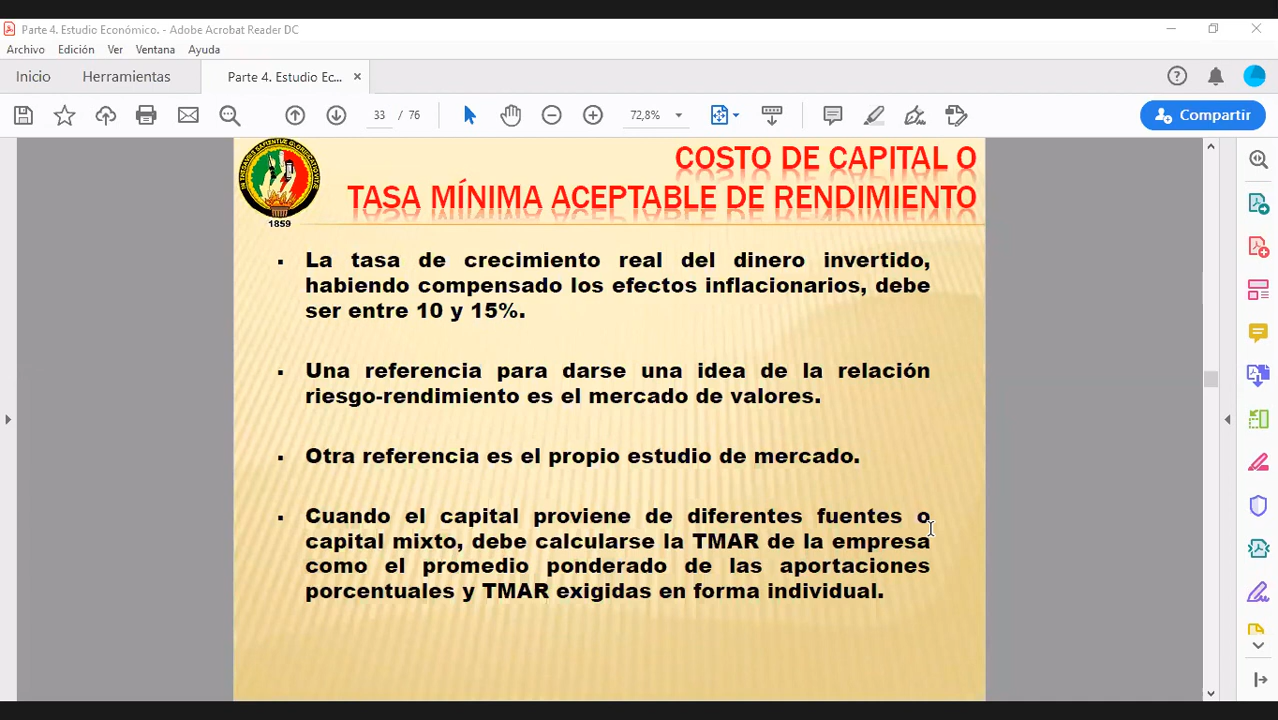 Parte 4. Estudio Económico. - Adobe Acrobat Reader DC
Archivo Edición Ver Ventana Ayuda
Inicio Herramientas Parte 4. Estudio Ec... ×
33 / 76 72,8% Compartir
COSTO DE CAPITAL O
TASA MÍNIMA ACEPTABLE DE RENDIMIENTO
1859
▪ La tasa de crecimiento real del dinero invertido,
habiendo compensado los efectos inflacionarios, debe
ser entre 10 y 15%.
▪ Una referencia para darse una idea de la relación
riesgo-rendimiento es el mercado de valores.
▪ Otra referencia es el propio estudio de mercado.
▪ Cuando el capital proviene de diferentes fuentes o
capital mixto, debe calcularse la TMAR de la empresa
como el promedio ponderado de las aportaciones
porcentuales y TMAR exigidas en forma individual.